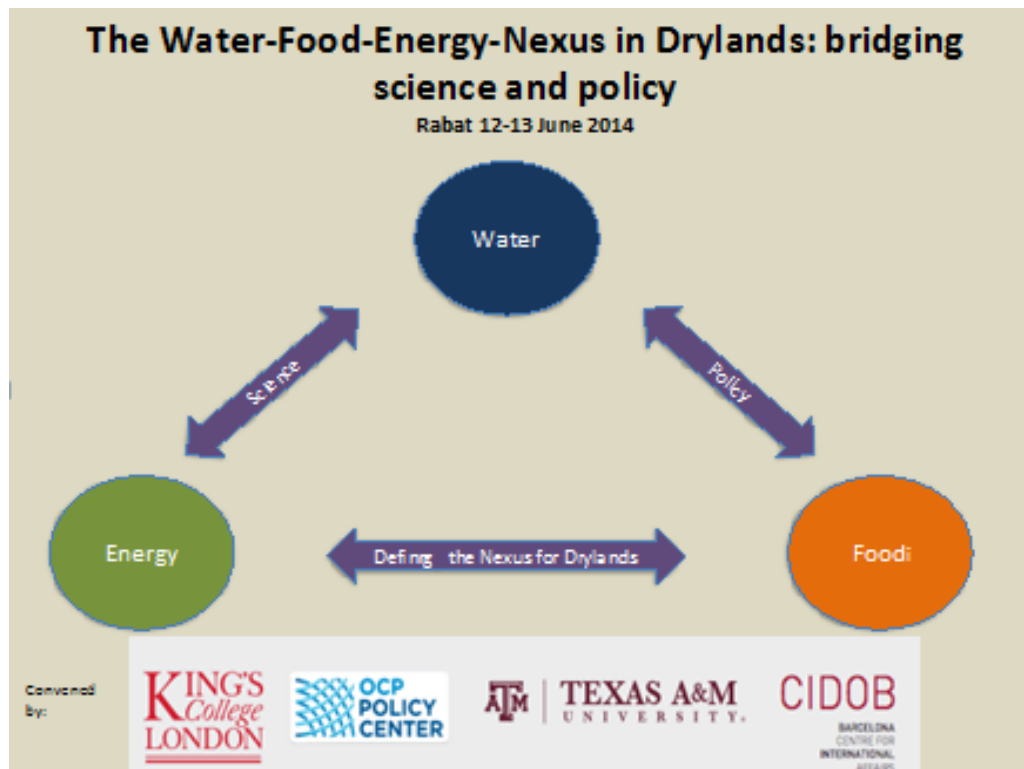 The Water-Food-Energy-Nexus in Drylands: bridging
science and policy
Rabat 12-13 June 2014
Water
Science
Policy
Energy
Defing the Nexus for Drylands
Foodi
Convened
by:
KING'S
College
LONDON
OCP
POLICY
CENTER
ATM
TEXAS A&M
UNIVERSITY.
CIDOB
BARCELONA
CENTRE FOR
INTERNATIONAL
AFFAIRS